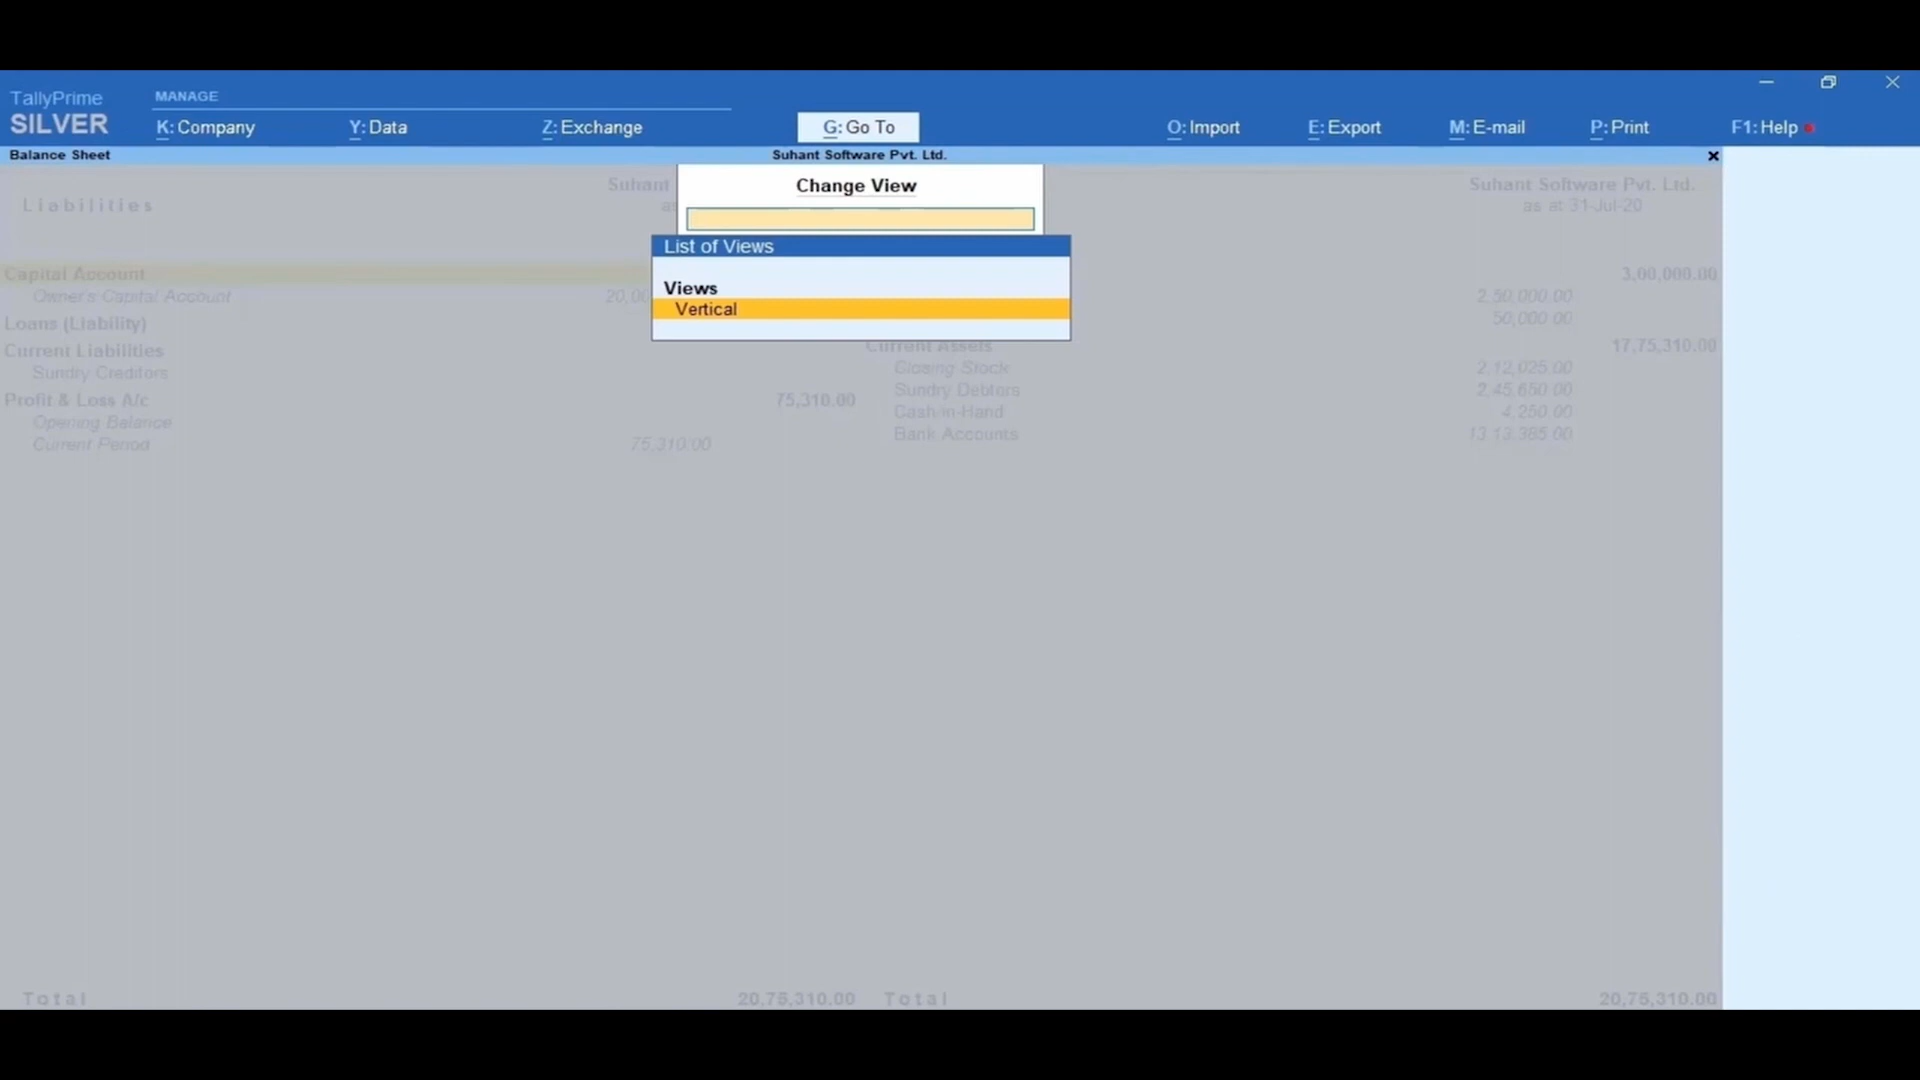 TallyPrime
MANAGE
SILVER
K: Company
Y: Data
Z: Exchange
G: Go To
O: Import
E: Export
M: E-mail
P: Print
F1: Help
Balance Sheet
Suhant Software Pvt. Ltd.
Change View
List of Views
Views
Vertical
Liabilities
Suhant
as
Suhant Software Pvt. Ltd.
as at 31-Jul-20
Capital Account
3,00,000.00
Owner's Capital Account
20,00
2,50,000.00
Loans (Liability)
50,000.00
Current Liabilities
Current Assets
17,75,310.00
Sundry Creditors
Closing Stock
2,12,025.00
Sundry Debtors
2,45,650.00
Profit & Loss A/c
75,310.00
Cash-in-Hand
4,250.00
Opening Balance
Bank Accounts
13,13,385.00
Current Period
75,310.00
Total
20,75,310.00
Total
20,75,310.00